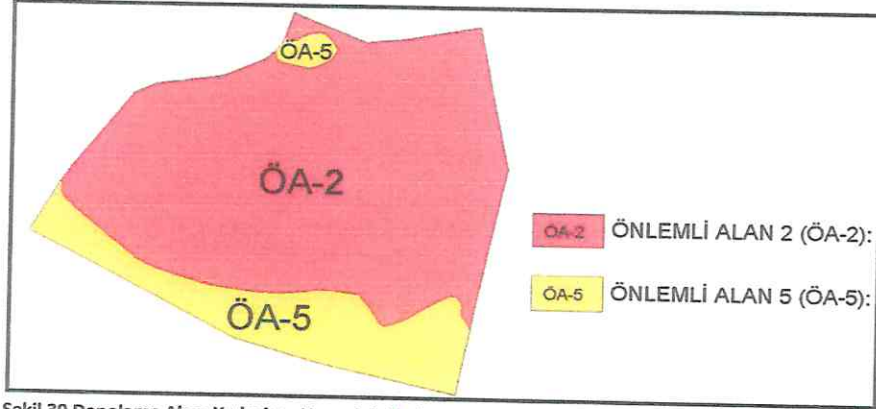 ÖA-5
ÖA-2
ÖA-5
ÖA-2 ÖNLEMLİ ALAN 2 (ÖA-2):
ÖA-5 ÖNLEMLİ ALAN 5 (ÖA-5):